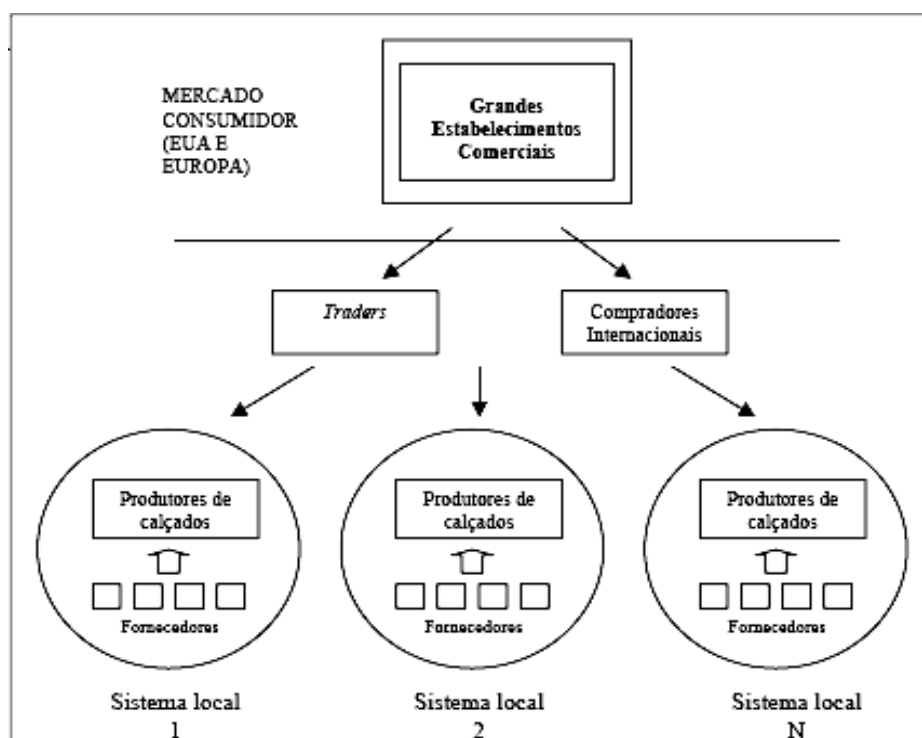 MERCADO
CONSUMIDOR
(EUA E
EUROPA)
Grandes
Estabelecimentos
Comerciais
Traders
Compradores
Internacionais
Produtores de
calçados
Fornecedores
Produtores de
calçados
Fornecedores
Produtores de
calçados
Fornecedores
Sistema local
1
Sistema local
2
Sistema local
N